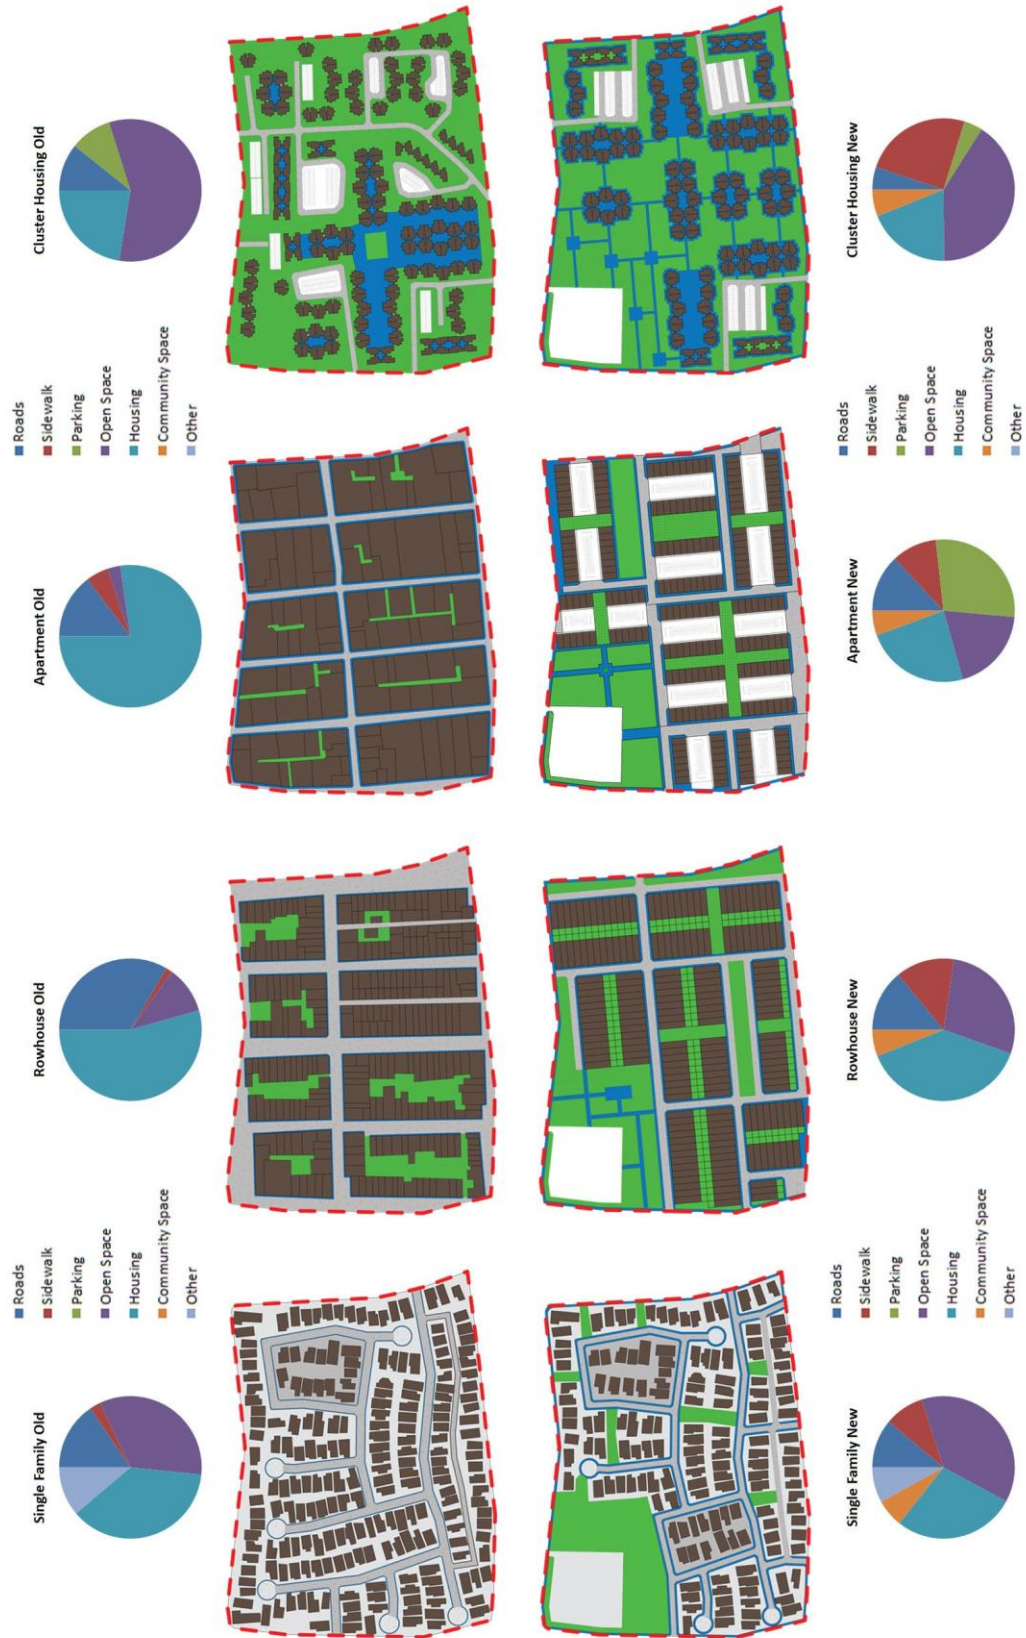 Single Family Old
Roads
Sidewalk
Parking
Open Space
Housing
Community Space
Other
Rowhouse Old
Apartment Old
Roads
Sidewalk
Parking
Open Space
Housing
Community Space
Other
Cluster Housing Old
Single Family New
Roads
Sidewalk
Parking
Open Space
Housing
Community Space
Other
Rowhouse New
Apartment New
Roads
Sidewalk
Parking
Open Space
Housing
Community Space
Other
Cluster Housing New